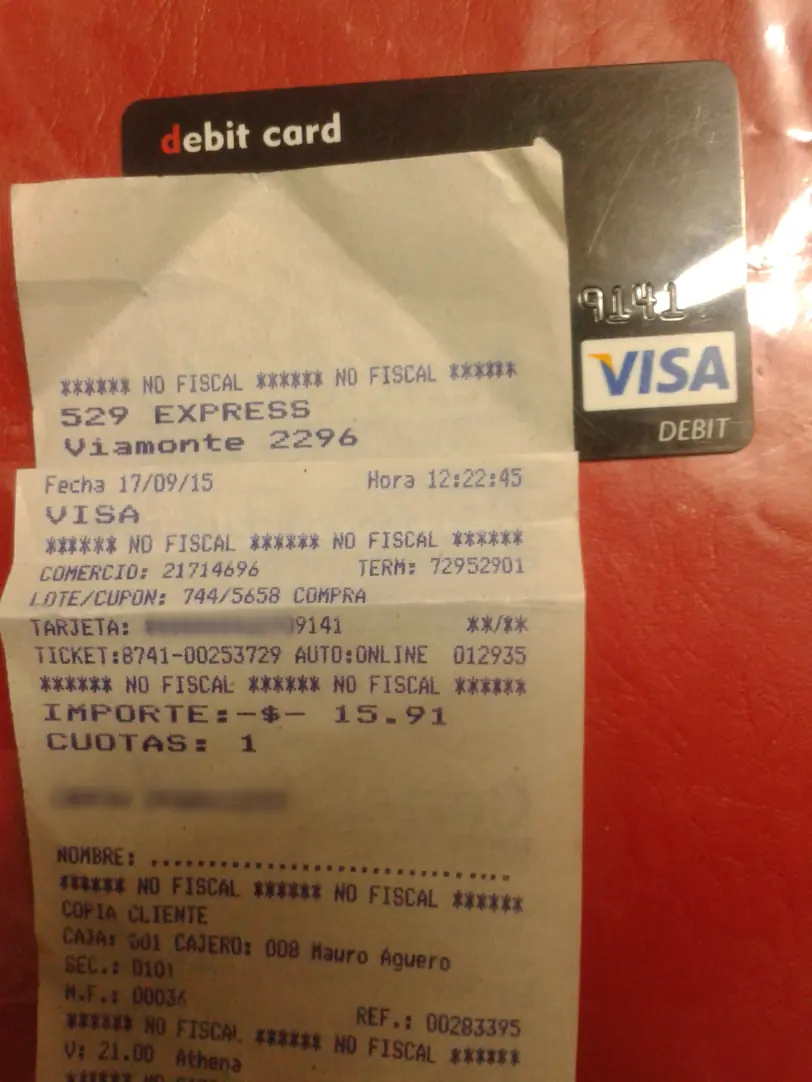 debit card
9141
VISA
DEBIT
****** NO FISCAL ****** NO FISCAL ******
529 EXPRESS
Viamonte 2296
Fecha 17/09/15 Hora 12:22:45
VISA
****** NO FISCAL ****** NO FISCAL ******
COMERCIO: 21714696 TERM: 72952901
LOTE/CUPON: 744/5658 COMPRA
TARJETA: 9141 **/**
TICKET:8741-00253729 AUTO:ONLINE 012935
****** NO FISCAL ****** NO FISCAL ******
IMPORTE:-$- 15.91
CUOTAS: 1
NOMBRE: ....................................
****** NO FISCAL ****** NO FISCAL ******
COPIA CLIENTE
CAJA: 001 CAJERO: 008 Mauro Aguero
SEC.: 0101
N.F.: 00036
REF.: 00283395
****** NO FISCAL ****** NO FISCAL ******
V: 21.00 Athena